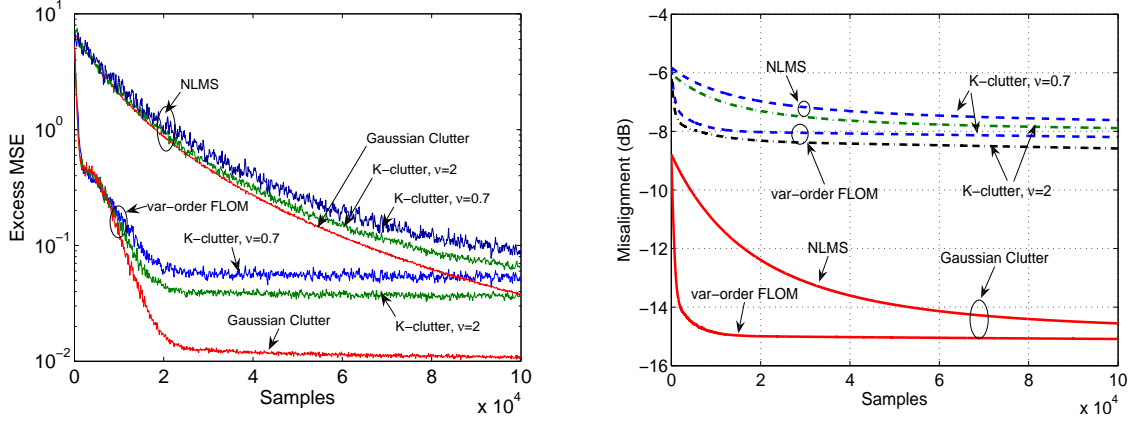 10^1
10^0
10^−1
10^−2
Excess MSE
NLMS
Gaussian Clutter
K-clutter, ν=2
K-clutter, ν=0.7
var-order FLOM
K-clutter, ν=0.7
K-clutter, ν=2
Gaussian Clutter
0 2 4 6 8 10
Samples
x 10^4
−4
−6
−8
−10
−12
−14
−16
Misalignment (dB)
NLMS
K-clutter, ν=0.7
var-order FLOM
K-clutter, ν=2
NLMS
Gaussian Clutter
var-order FLOM
0 2 4 6 8 10
Samples
x 10^4